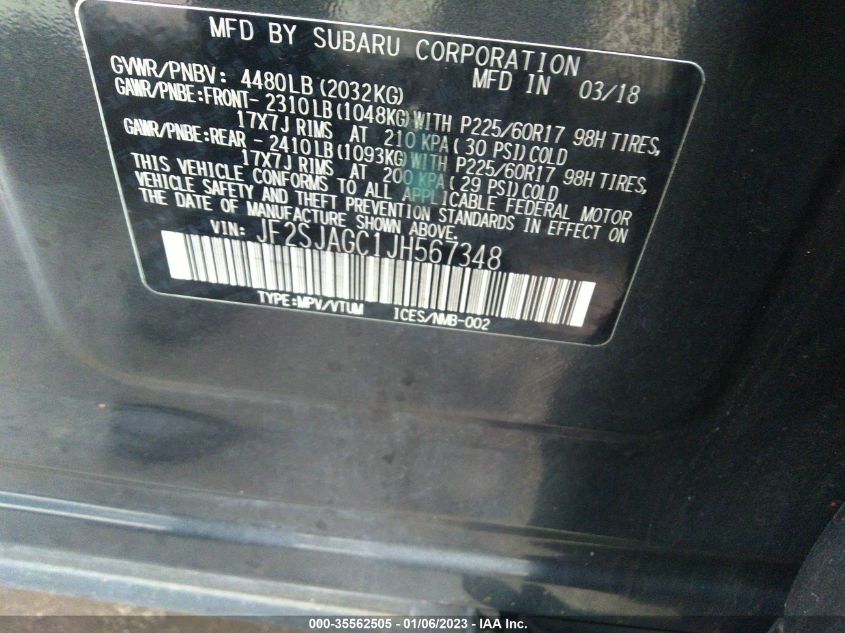 MFD BY SUBARU CORPORATION
GVWR/PNBV: 4480LB(2032KG) MFD IN 03/18
GAWR/PNBE:FRONT- 2310LB(1048KG)WITH P225/60R17 98H TIRES,
17X7J RIMS AT 210 KPA(30 PSI)COLD
GAWR/PNBE:REAR - 2410LB(1093KG)WITH P225/60R17 98H TIRES,
17X7J RIMS AT 200 KPA(29 PSI)COLD
THIS VEHICLE CONFORMS TO ALL APPLICABLE FEDERAL MOTOR
VEHICLE SAFETY AND THEFT PREVENTION STANDARDS IN EFFECT ON
THE DATE OF MANUFACTURE SHOWN ABOVE.
VIN: JF2SJAGC1JH567348
TYPE:MPV/VTUM ICES/NMB-002
000-35562505 - 01/06/2023 - IAA Inc.